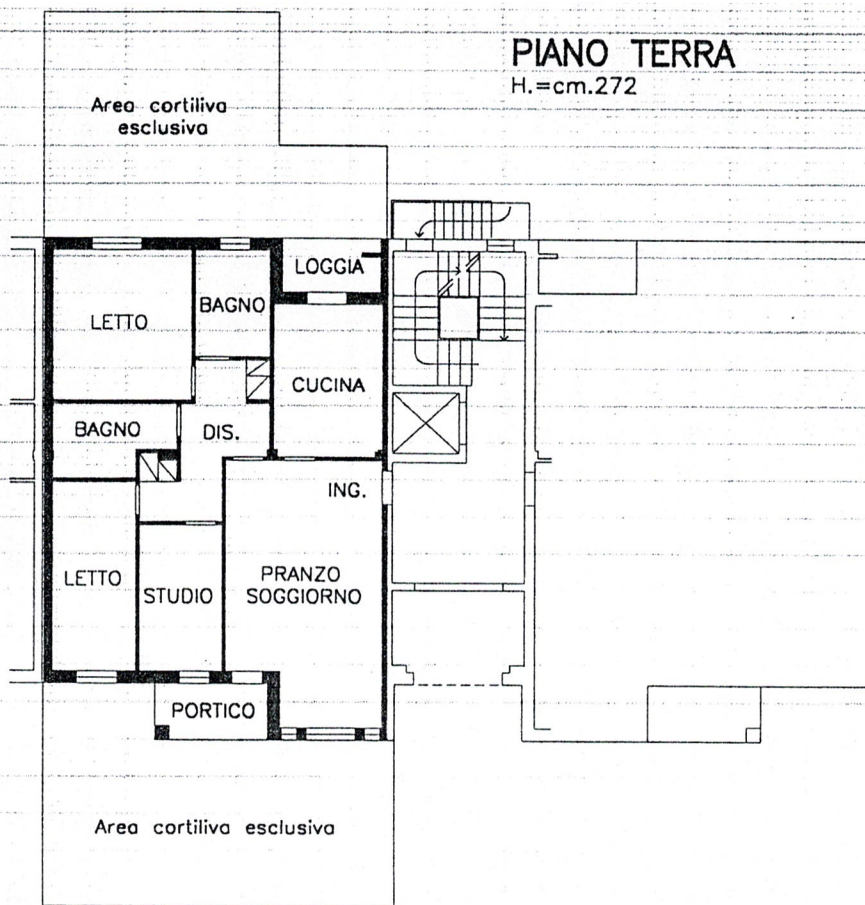 PIANO TERRA
H.=cm.272
Area cortiliva
esclusiva
LOGGIA
BAGNO
LETTO
CUCINA
BAGNO
DIS.
ING.
LETTO
STUDIO
PRANZO
SOGGIORNO
PORTICO
Area cortiliva esclusiva